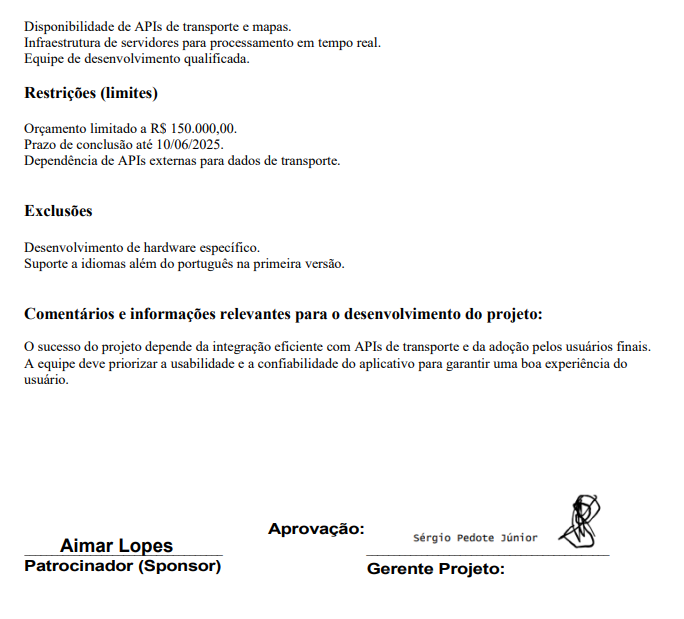 Disponibilidade de APIs de transporte e mapas.
Infraestrutura de servidores para processamento em tempo real.
Equipe de desenvolvimento qualificada.
Restrições (limites)
Orçamento limitado a R$ 150.000,00.
Prazo de conclusão até 10/06/2025.
Dependência de APIs externas para dados de transporte.
Exclusões
Desenvolvimento de hardware específico.
Suporte a idiomas além do português na primeira versão.
Comentários e informações relevantes para o desenvolvimento do projeto:
O sucesso do projeto depende da integração eficiente com APIs de transporte e da adoção pelos usuários finais.
A equipe deve priorizar a usabilidade e a confiabilidade do aplicativo para garantir uma boa experiência do
usuário.
Aprovação:
Aimar Lopes
Sérgio Pedote Júnior
Patrocinador (Sponsor)
Gerente Projeto: